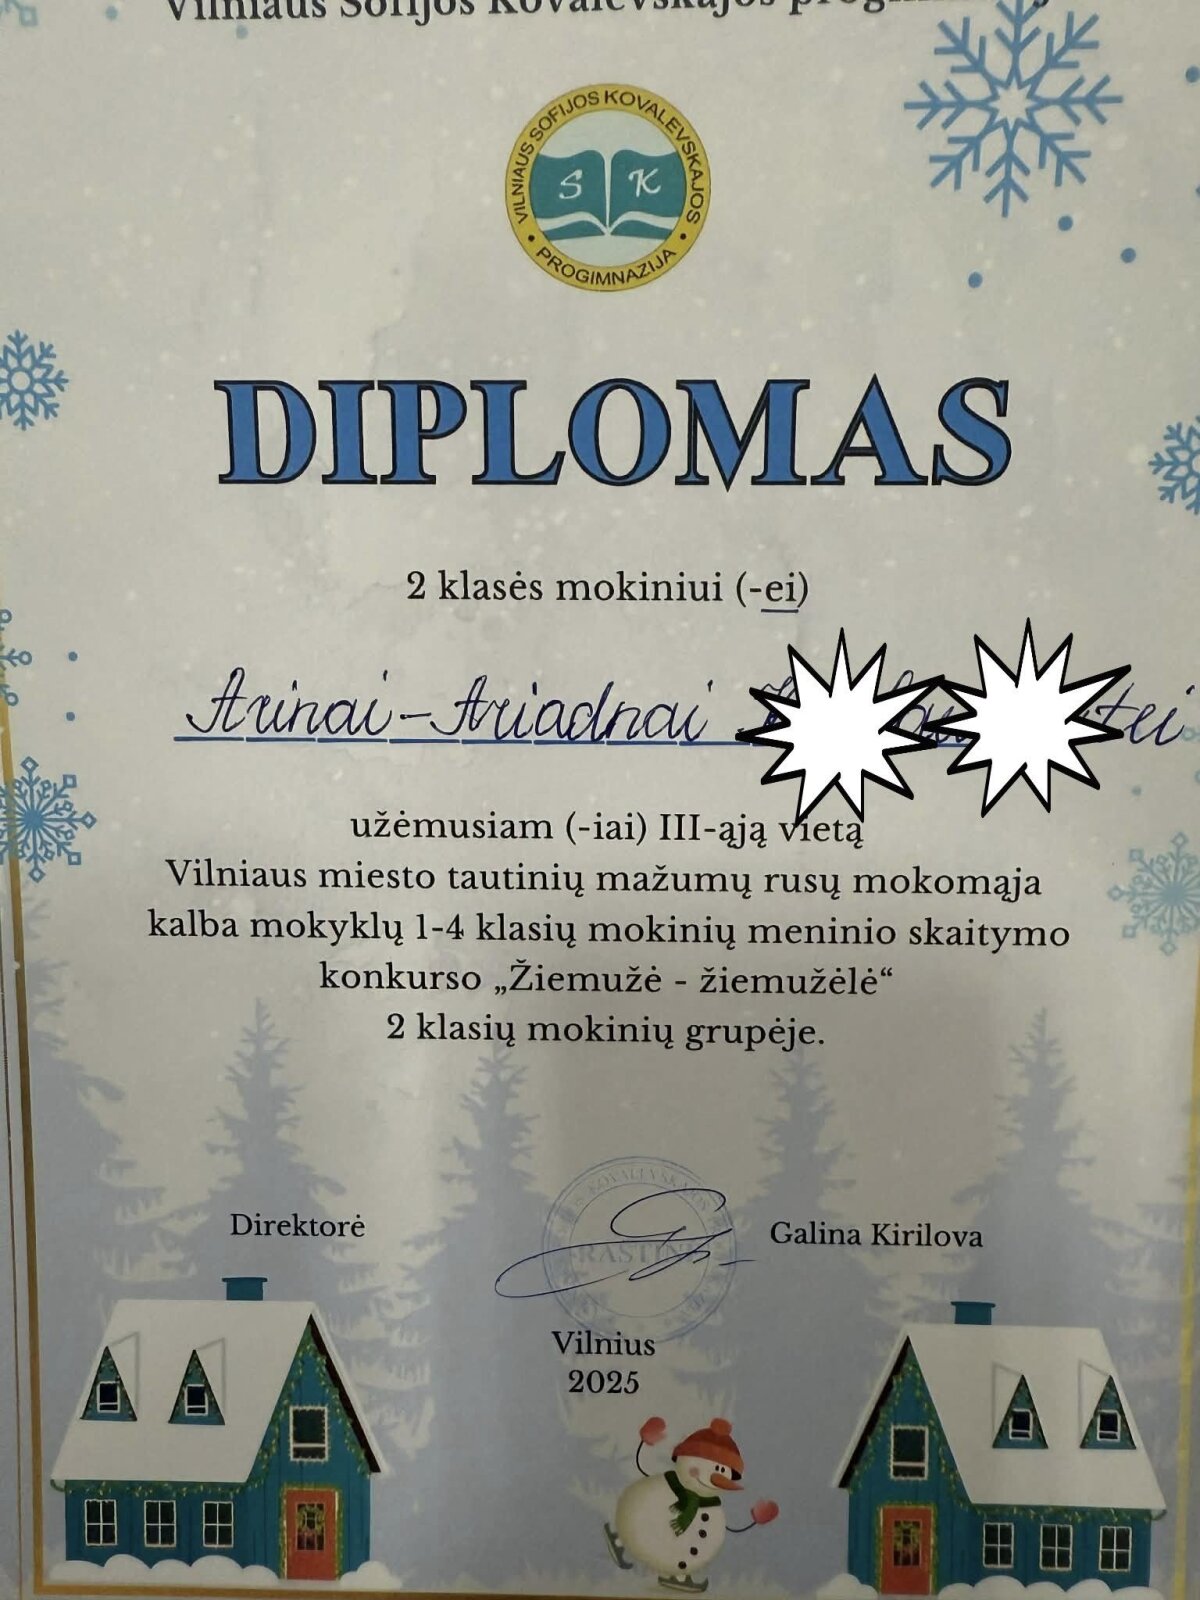 Vilniaus Sofijos Kovalevskajos
VILNIAUS SOFIJOS KOVALEVSKAJOS
S K
PROGIMNAZIJA
DIPLOMAS
2 klasės mokiniui (-ei)
Arinai-Ariadnai
užėmusiam (-iai) III-ąją vietą
Vilniaus miesto tautinių mažumų rusų mokomąja
kalba mokyklų 1-4 klasių mokinių meninio skaitymo
konkurso „Žiemužė - žiemužėlė“
2 klasių mokinių grupėje.
Direktorė
Galina Kirilova
Vilnius
2025